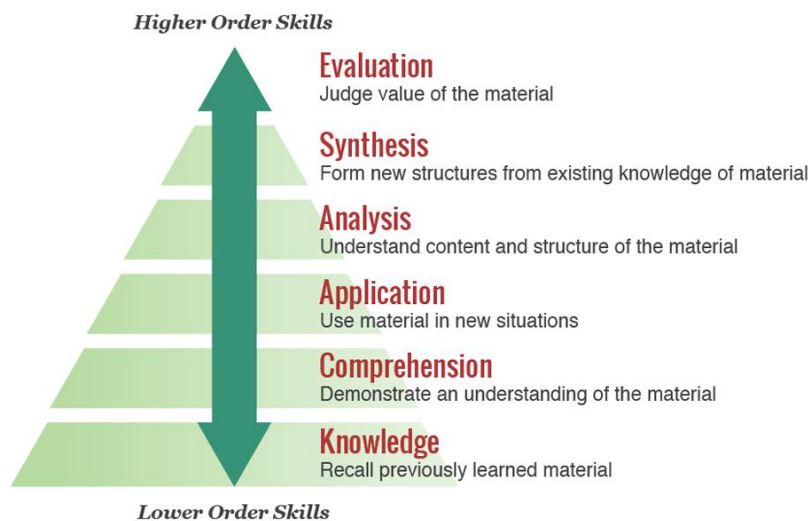 Higher Order Skills
Evaluation
Judge value of the material
Synthesis
Form new structures from existing knowledge of material
Analysis
Understand content and structure of the material
Application
Use material in new situations
Comprehension
Demonstrate an understanding of the material
Knowledge
Recall previously learned material
Lower Order Skills